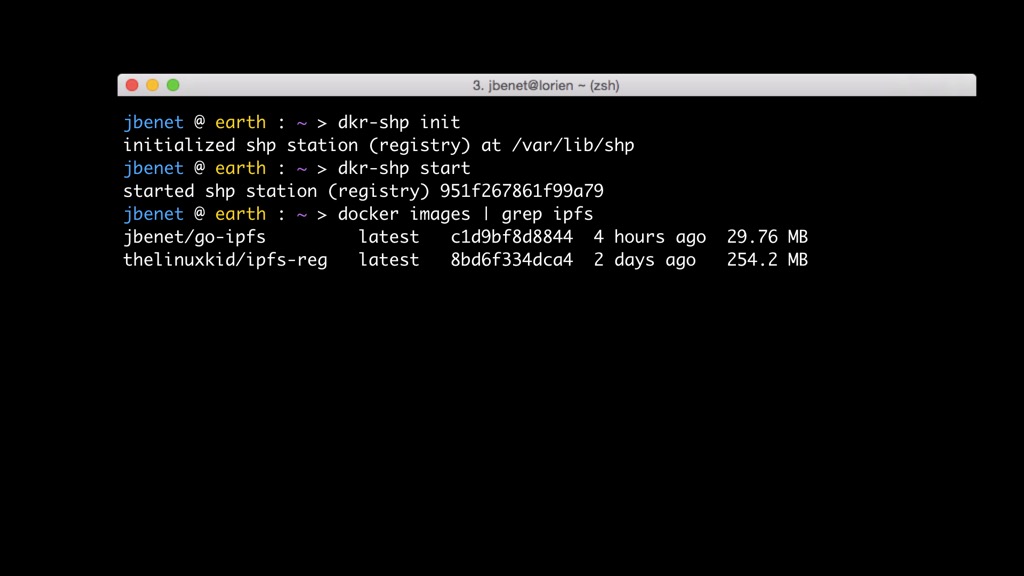 3. jbenet@lorien ~ (zsh)
jbenet @ earth : ~ > dkr-shp init
initialized shp station (registry) at /var/lib/shp
jbenet @ earth : ~ > dkr-shp start
started shp station (registry) 951f267861f99a79
jbenet @ earth : ~ > docker images | grep ipfs
jbenet/go-ipfs         latest   c1d9bf8d8844  4 hours ago  29.76 MB
thelinuxkid/ipfs-reg   latest   8bd6f334dca4  2 days ago   254.2 MB